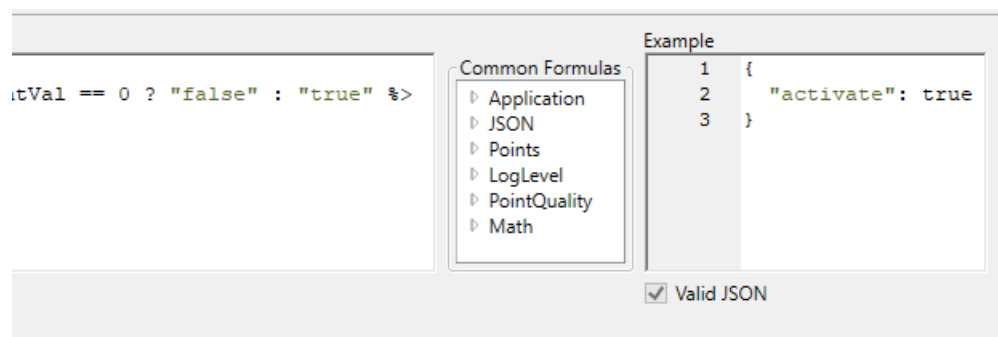 Example
tVal == 0 ? "false" : "true" %>
Common Formulas
Application
JSON
Points
LogLevel
PointQuality
Math
1 {
2 "activate": true
3 }
Valid JSON